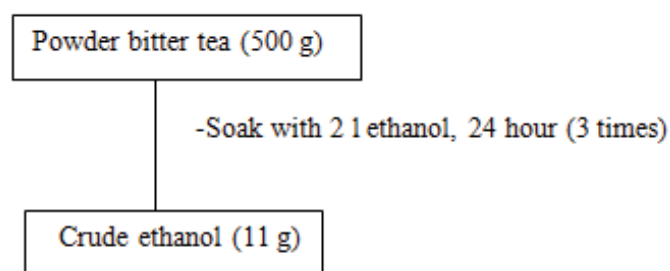 Powder bitter tea (500 g)
-Soak with 2 l ethanol, 24 hour (3 times)
Crude ethanol (11 g)